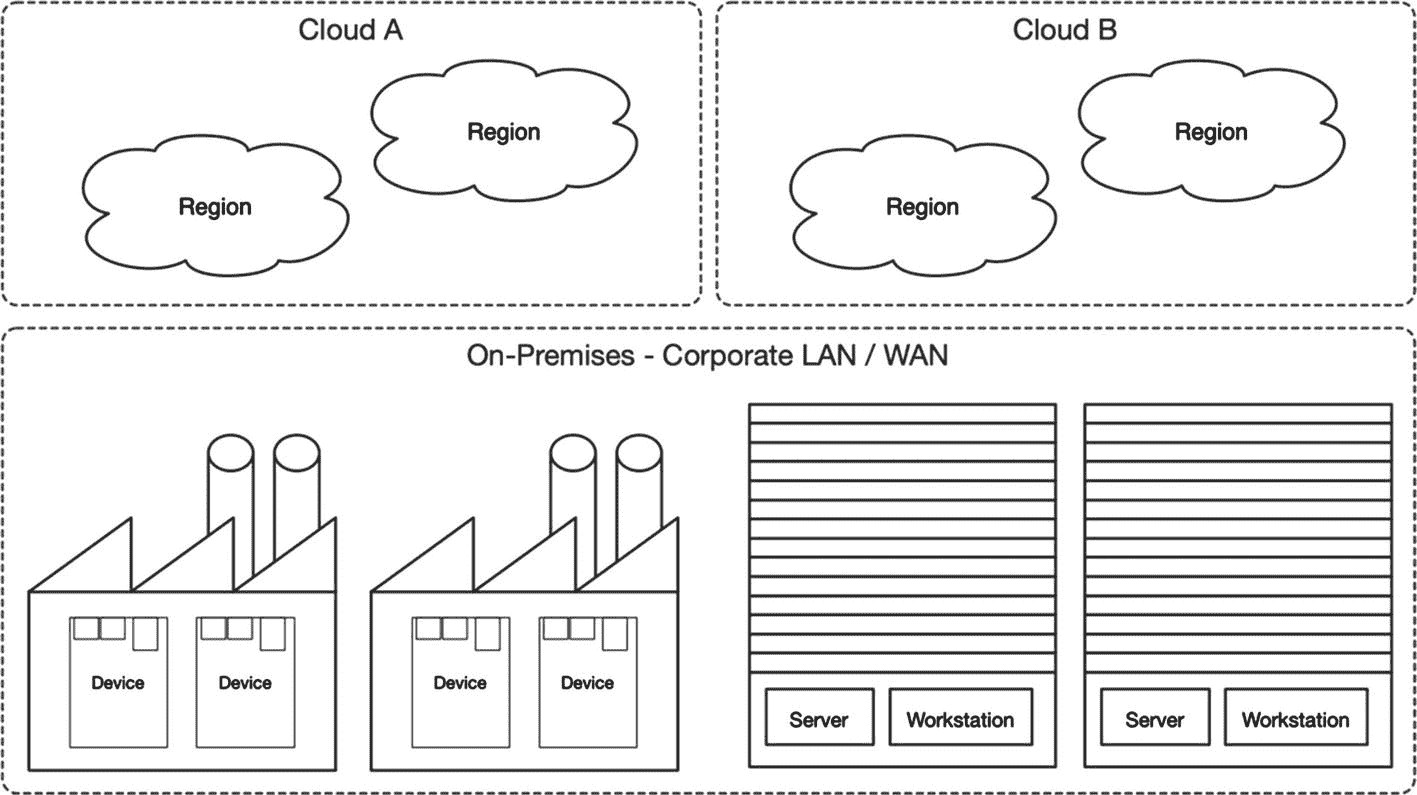 Cloud A
Region
Region
Cloud B
Region
Region
On-Premises - Corporate LAN / WAN
Device
Device
Device
Device
Server
Workstation
Server
Workstation